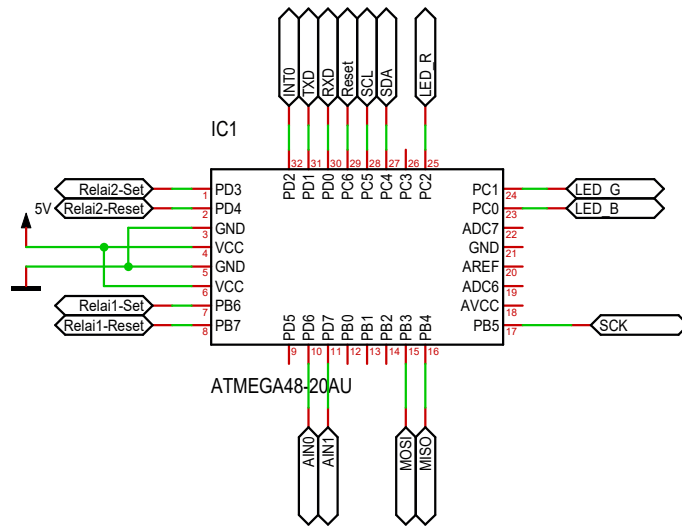 INT0
TXD
RXD
Reset
SCL
SDA
LED_R
IC1
32
31
30
29
28
27
26
25
PD2
PD1
PD0
PC6
PC5
PC4
PC3
PC2
Relai2-Set
1
PD3
Relai2-Reset
2
PD4
5V
3
GND
4
VCC
5
GND
6
VCC
Relai1-Set
7
PB6
Relai1-Reset
8
PB7
PC1
24
LED_G
PC0
23
LED_B
ADC7
22
GND
21
AREF
20
ADC6
19
AVCC
18
PB5
17
SCK
PD5
PD6
PD7
PB0
PB1
PB2
PB3
PB4
9
10
11
12
13
14
15
16
ATMEGA48-20AU
AIN0
AIN1
MOSI
MISO